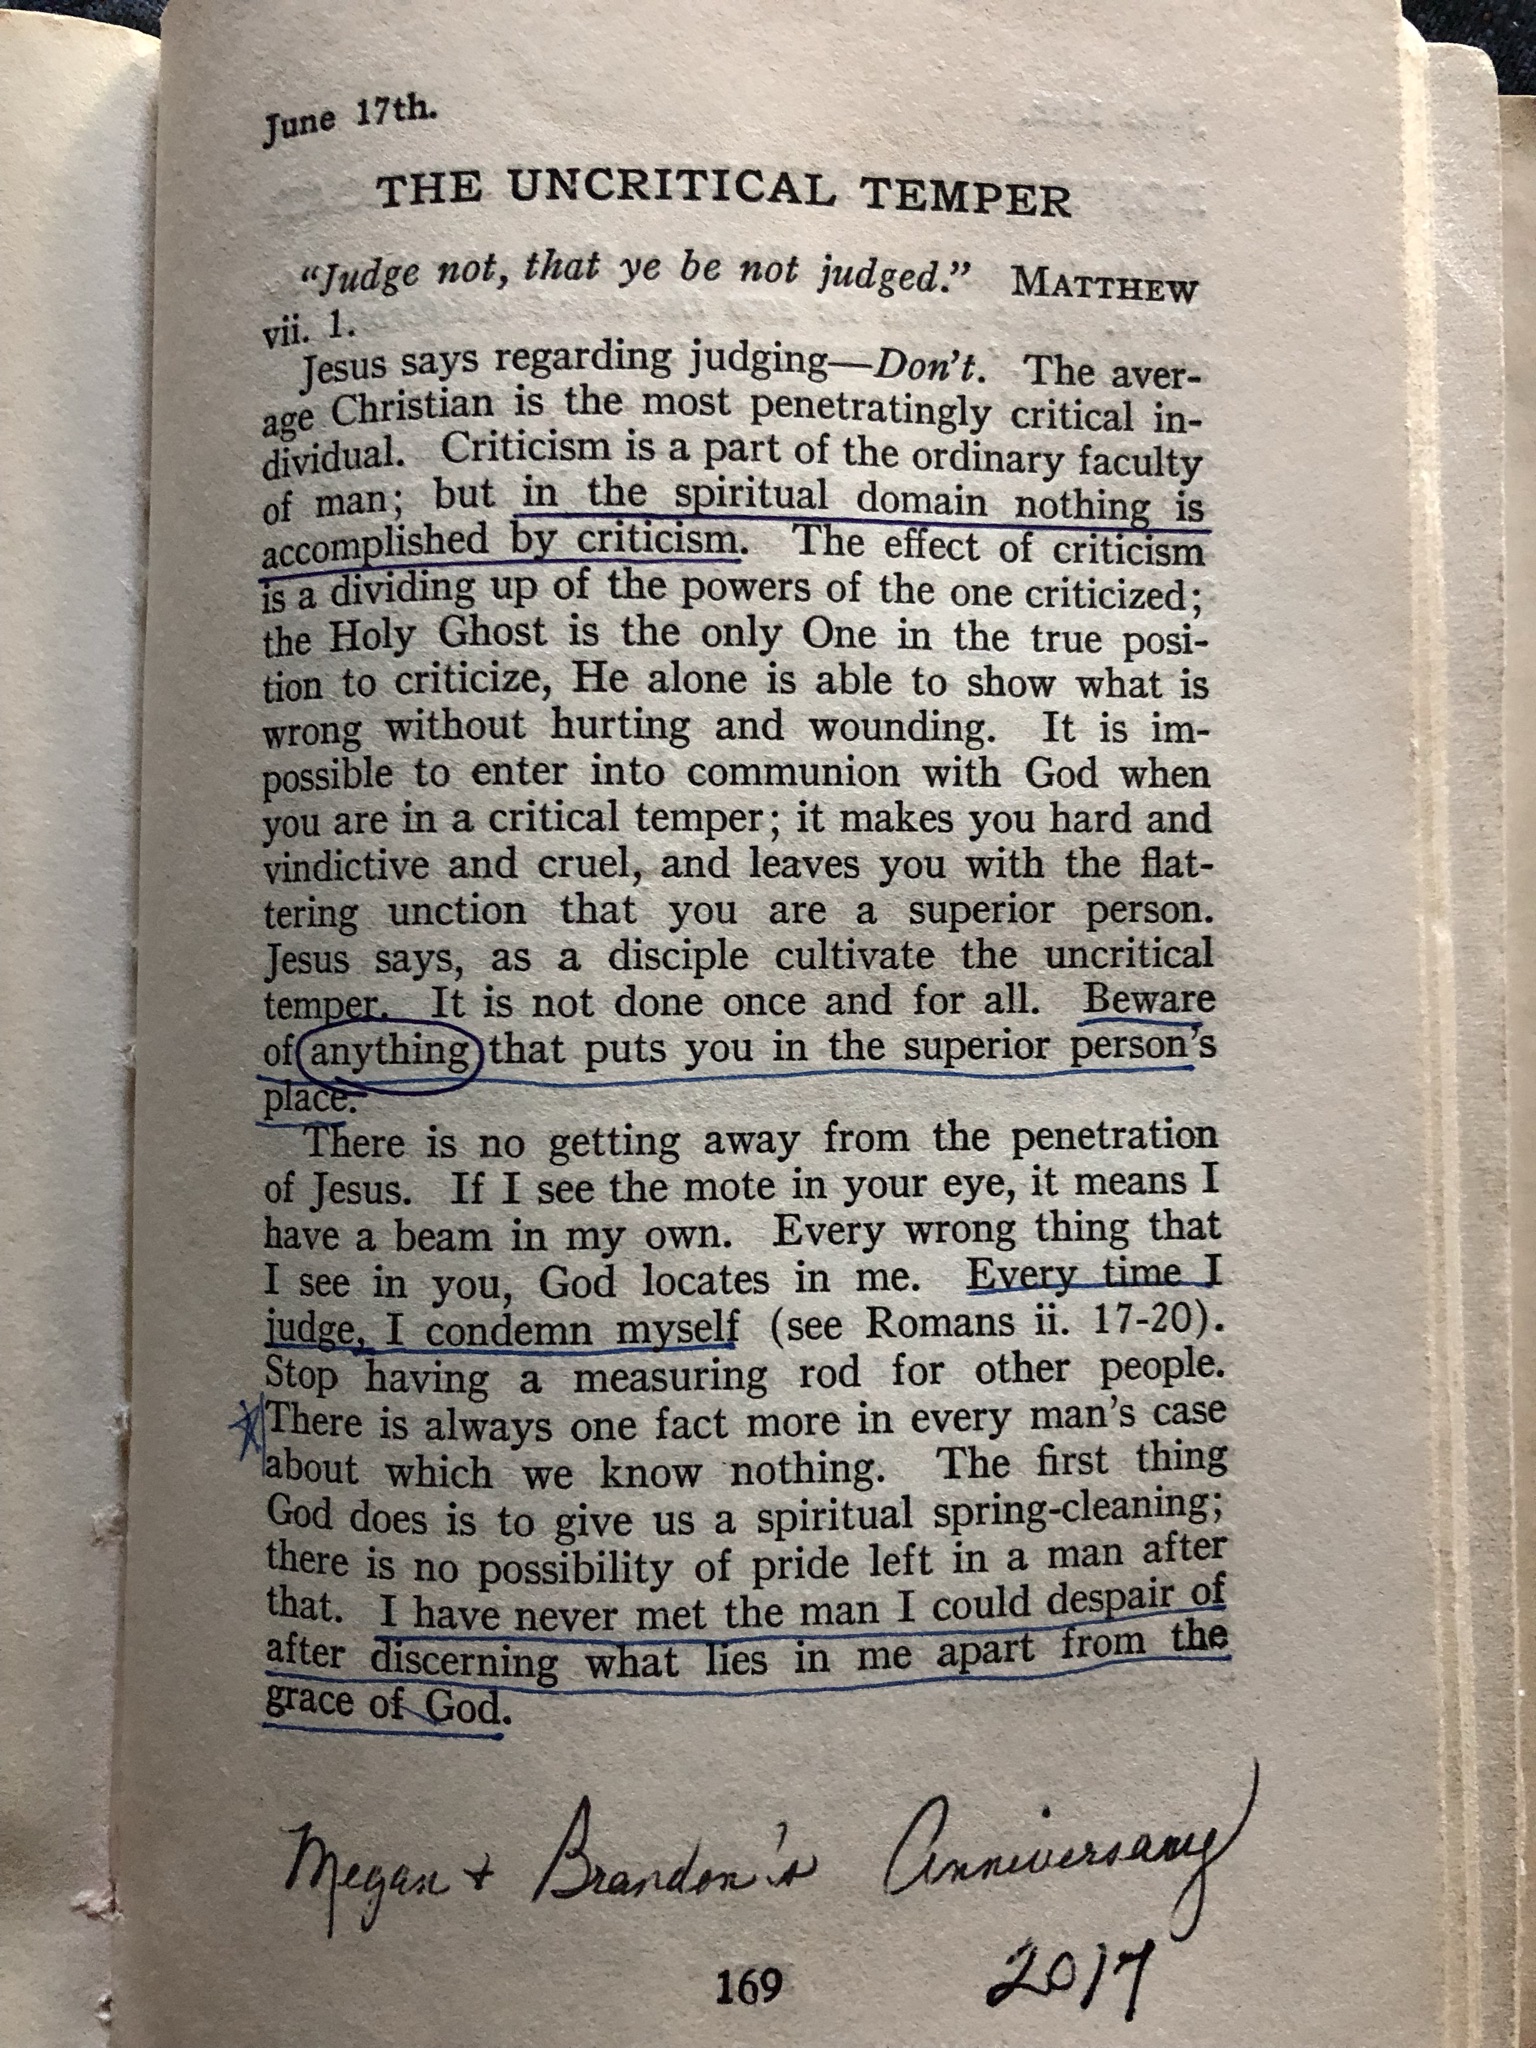 June 17th.
THE UNCRITICAL TEMPER
“Judge not, that ye be not judged.” MATTHEW
vii. 1.
Jesus says regarding judging—Don’t. The aver-
age Christian is the most penetratingly critical in-
dividual. Criticism is a part of the ordinary faculty
of man; but in the spiritual domain nothing is
accomplished by criticism. The effect of criticism
is a dividing up of the powers of the one criticized;
the Holy Ghost is the only One in the true posi-
tion to criticize, He alone is able to show what is
wrong without hurting and wounding. It is im-
possible to enter into communion with God when
you are in a critical temper; it makes you hard and
vindictive and cruel, and leaves you with the flat-
tering unction that you are a superior person.
Jesus says, as a disciple cultivate the uncritical
temper. It is not done once and for all. Beware
of anything that puts you in the superior person’s
place.
There is no getting away from the penetration
of Jesus. If I see the mote in your eye, it means I
have a beam in my own. Every wrong thing that
I see in you, God locates in me. Every time I
judge, I condemn myself (see Romans ii. 17-20).
Stop having a measuring rod for other people.
There is always one fact more in every man’s case
about which we know nothing. The first thing
God does is to give us a spiritual spring-cleaning;
there is no possibility of pride left in a man after
that. I have never met the man I could despair of
after discerning what lies in me apart from the
grace of God.
Megan + Brandon's Anniversary
2017
169